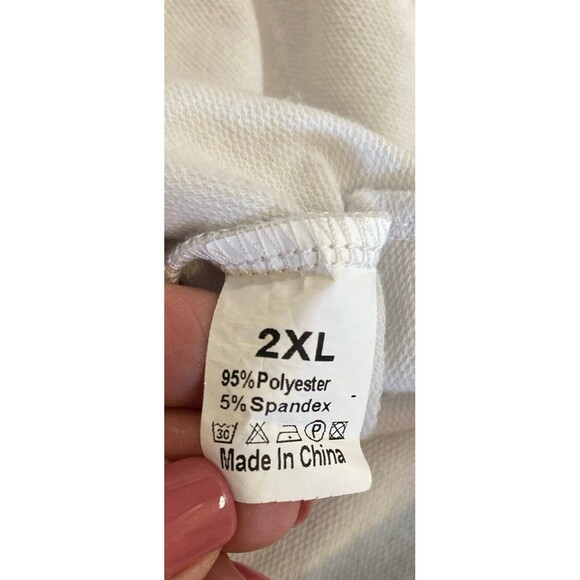 2XL
95% Polyester
5% Spandex
30 P
Made In China